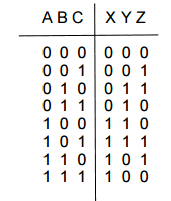 A B C X Y Z
0 0 0 0 0 0
0 0 1 0 0 1
0 1 0 0 1 1
0 1 1 0 1 0
1 0 0 1 1 0
1 0 1 1 1 1
1 1 0 1 0 1
1 1 1 1 0 0